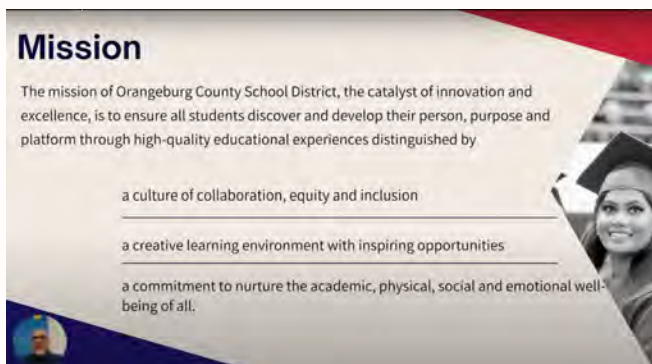 Mission
The mission of Orangeburg County School District, the catalyst of innovation and
excellence, is to ensure all students discover and develop their person, purpose and
platform through high-quality educational experiences distinguished by
a culture of collaboration, equity and inclusion
a creative learning environment with inspiring opportunities
a commitment to nurture the academic, physical, social and emotional well-
being of all.